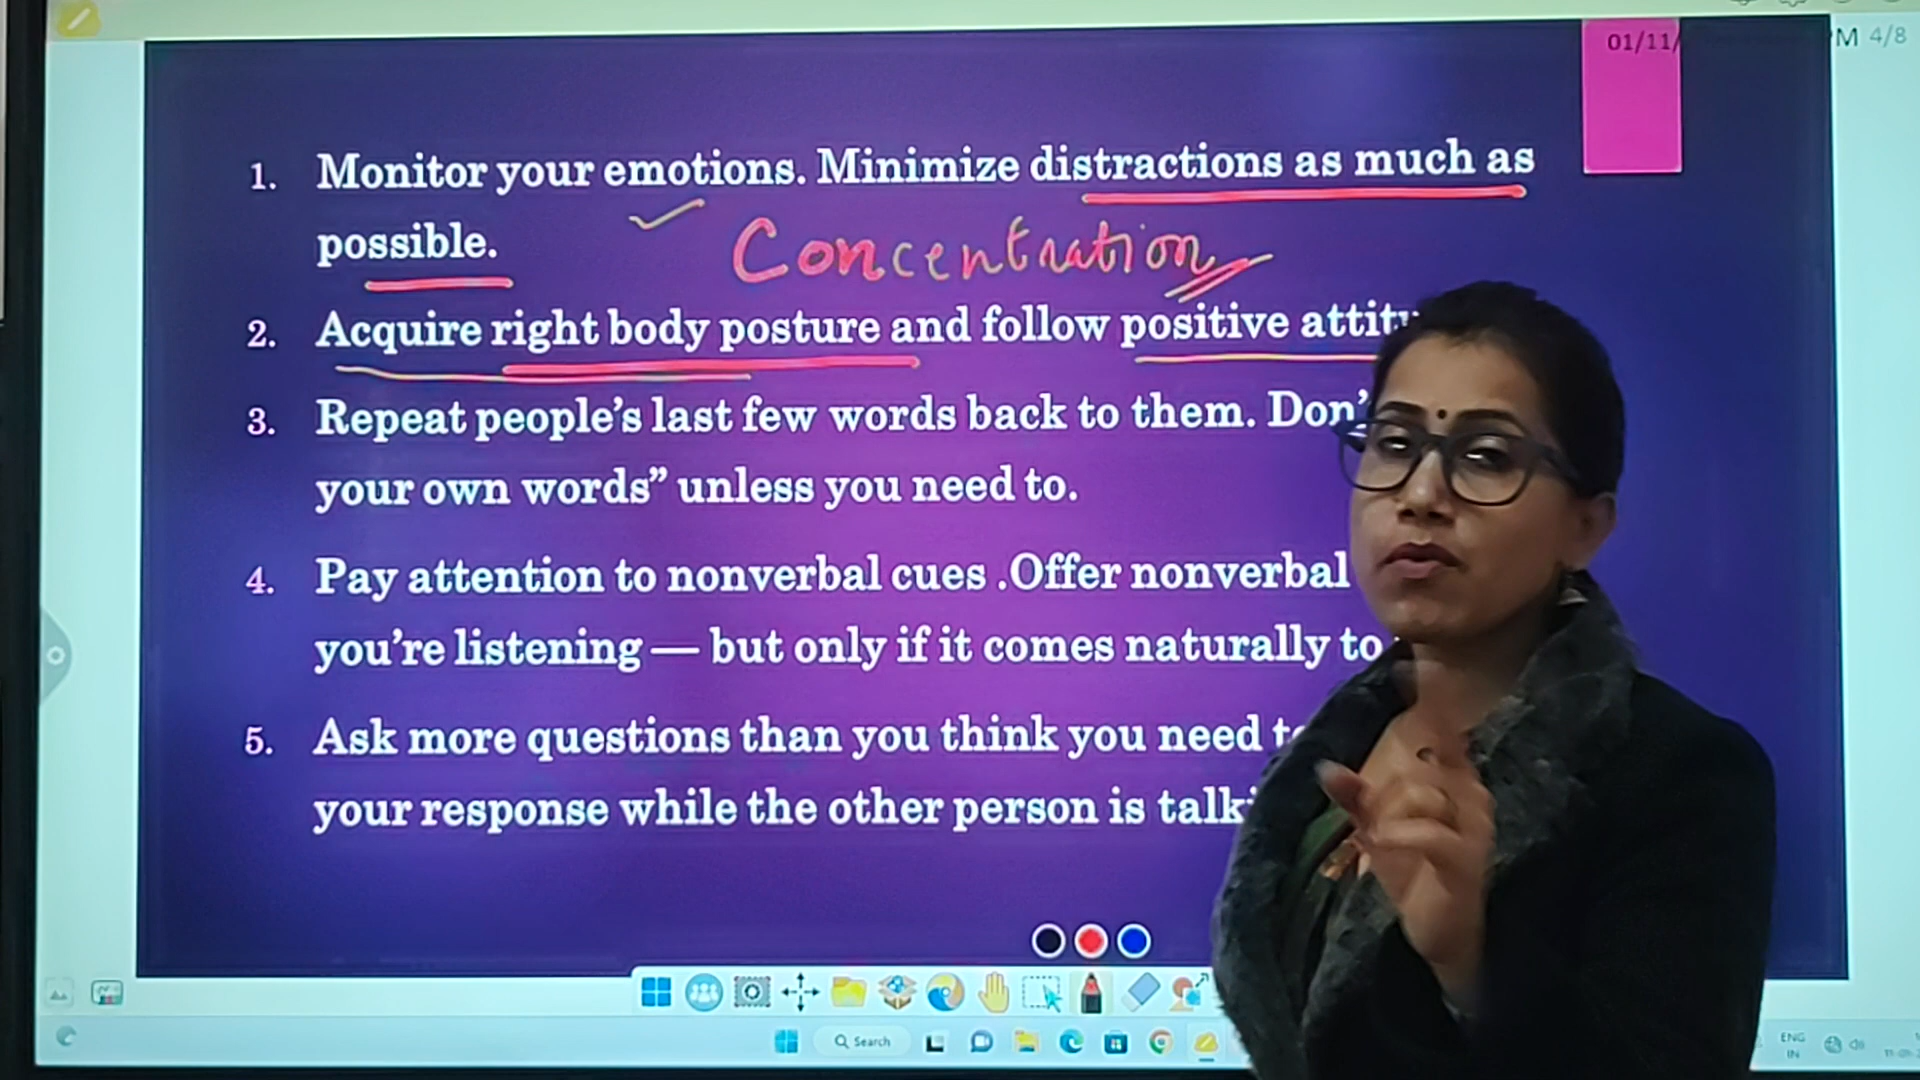 01/11/
M 4/8
1. Monitor your emotions. Minimize distractions as much as
possible.
Concentration
2. Acquire right body posture and follow positive
3. Repeat people's last few words back to them.
your own words” unless you need to.
4. Pay attention to nonverbal cues .Offer nonverbal
you're listening — but only if it comes naturally to
5. Ask more questions than you think you need
your response while the other person is
Search
ENG
IN